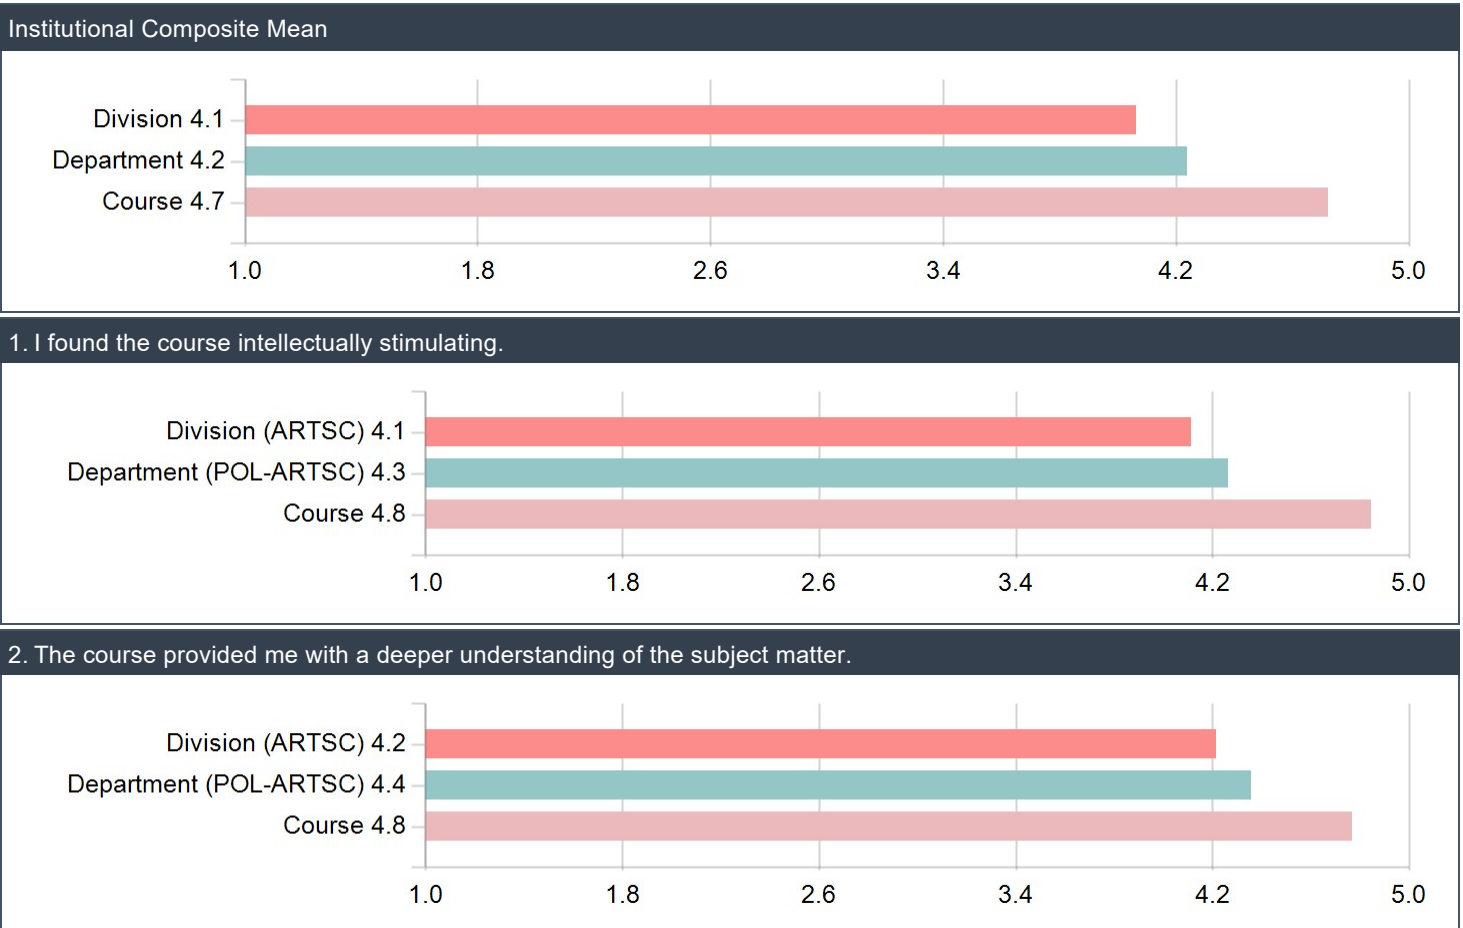 Institutional Composite Mean
Division 4.1
Department 4.2
Course 4.7
1.0 1.8 2.6 3.4 4.2 5.0
1. I found the course intellectually stimulating.
Division (ARTSC) 4.1
Department (POL-ARTSC) 4.3
Course 4.8
1.0 1.8 2.6 3.4 4.2 5.0
2. The course provided me with a deeper understanding of the subject matter.
Division (ARTSC) 4.2
Department (POL-ARTSC) 4.4
Course 4.8
1.0 1.8 2.6 3.4 4.2 5.0